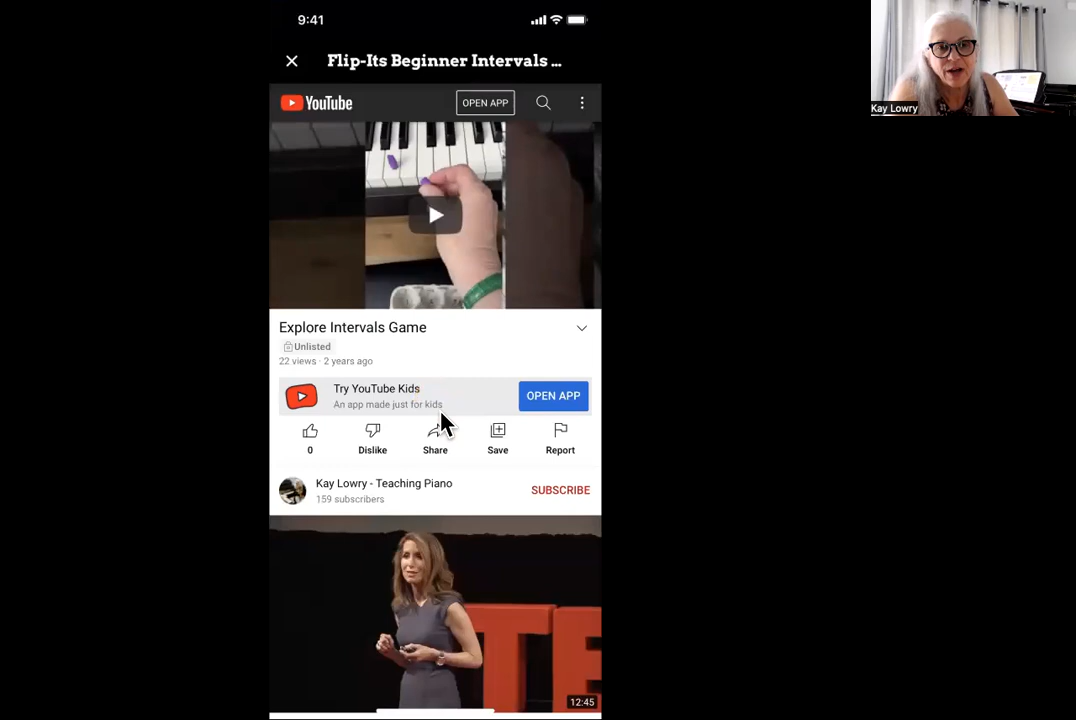 9:41
Flip-Its Beginner Intervals ...
YouTube
OPEN APP
Kay Lowry
Explore Intervals Game
Unlisted
22 views · 2 years ago
Try YouTube Kids
An app made just for kids
OPEN APP
0
Dislike
Share
Save
Report
Kay Lowry - Teaching Piano
159 subscribers
SUBSCRIBE
TE
12:45